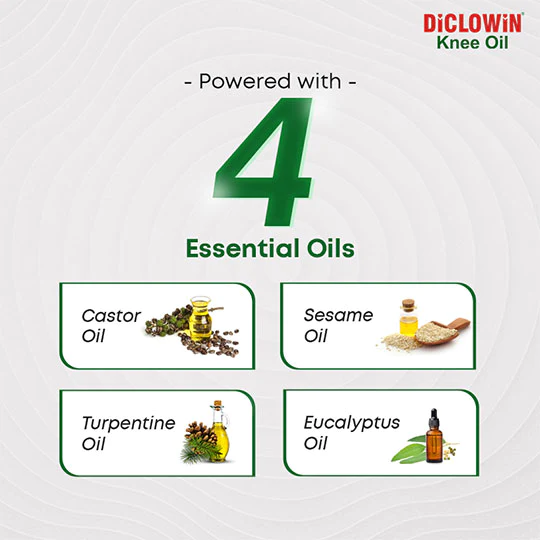 DiCLOWiN®
Knee Oil
- Powered with -
4
Essential Oils
Castor
Oil
Sesame
Oil
Turpentine
Oil
Eucalyptus
Oil